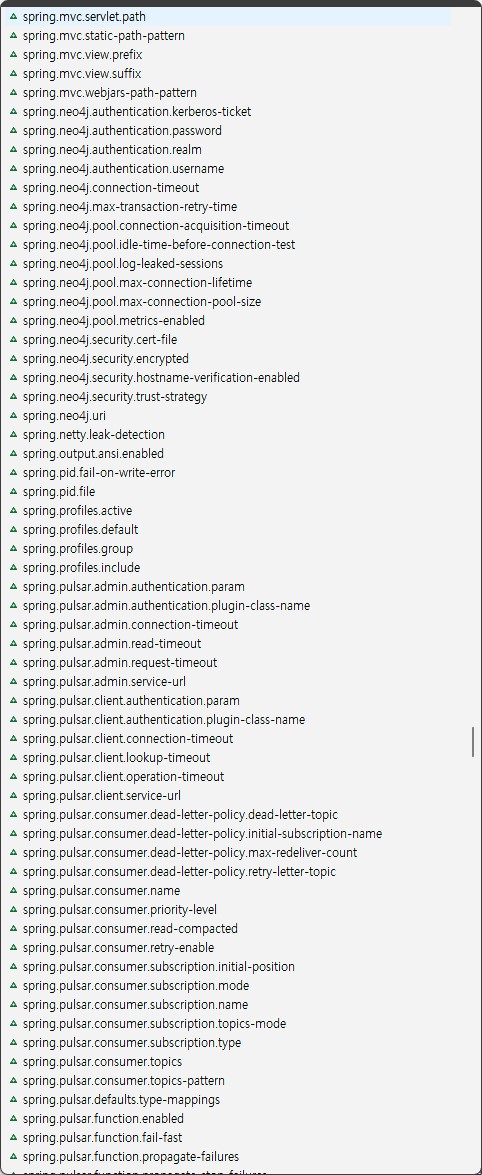 spring.mvc.servlet.path
spring.mvc.static-path-pattern
spring.mvc.view.prefix
spring.mvc.view.suffix
spring.mvc.webjars-path-pattern
spring.neo4j.authentication.kerberos-ticket
spring.neo4j.authentication.password
spring.neo4j.authentication.realm
spring.neo4j.authentication.username
spring.neo4j.connection-timeout
spring.neo4j.max-transaction-retry-time
spring.neo4j.pool.connection-acquisition-timeout
spring.neo4j.pool.idle-time-before-connection-test
spring.neo4j.pool.log-leaked-sessions
spring.neo4j.pool.max-connection-lifetime
spring.neo4j.pool.max-connection-pool-size
spring.neo4j.pool.metrics-enabled
spring.neo4j.security.cert-file
spring.neo4j.security.encrypted
spring.neo4j.security.hostname-verification-enabled
spring.neo4j.security.trust-strategy
spring.neo4j.uri
spring.netty.leak-detection
spring.output.ansi.enabled
spring.pid.fail-on-write-error
spring.pid.file
spring.profiles.active
spring.profiles.default
spring.profiles.group
spring.profiles.include
spring.pulsar.admin.authentication.param
spring.pulsar.admin.authentication.plugin-class-name
spring.pulsar.admin.connection-timeout
spring.pulsar.admin.read-timeout
spring.pulsar.admin.request-timeout
spring.pulsar.admin.service-url
spring.pulsar.client.authentication.param
spring.pulsar.client.authentication.plugin-class-name
spring.pulsar.client.connection-timeout
spring.pulsar.client.lookup-timeout
spring.pulsar.client.operation-timeout
spring.pulsar.client.service-url
spring.pulsar.consumer.dead-letter-policy.dead-letter-topic
spring.pulsar.consumer.dead-letter-policy.initial-subscription-name
spring.pulsar.consumer.dead-letter-policy.max-redeliver-count
spring.pulsar.consumer.dead-letter-policy.retry-letter-topic
spring.pulsar.consumer.name
spring.pulsar.consumer.priority-level
spring.pulsar.consumer.read-compacted
spring.pulsar.consumer.retry-enable
spring.pulsar.consumer.subscription.initial-position
spring.pulsar.consumer.subscription.mode
spring.pulsar.consumer.subscription.name
spring.pulsar.consumer.subscription.topics-mode
spring.pulsar.consumer.subscription.type
spring.pulsar.consumer.topics
spring.pulsar.consumer.topics-pattern
spring.pulsar.defaults.type-mappings
spring.pulsar.function.enabled
spring.pulsar.function.fail-fast
spring.pulsar.function.propagate-failures